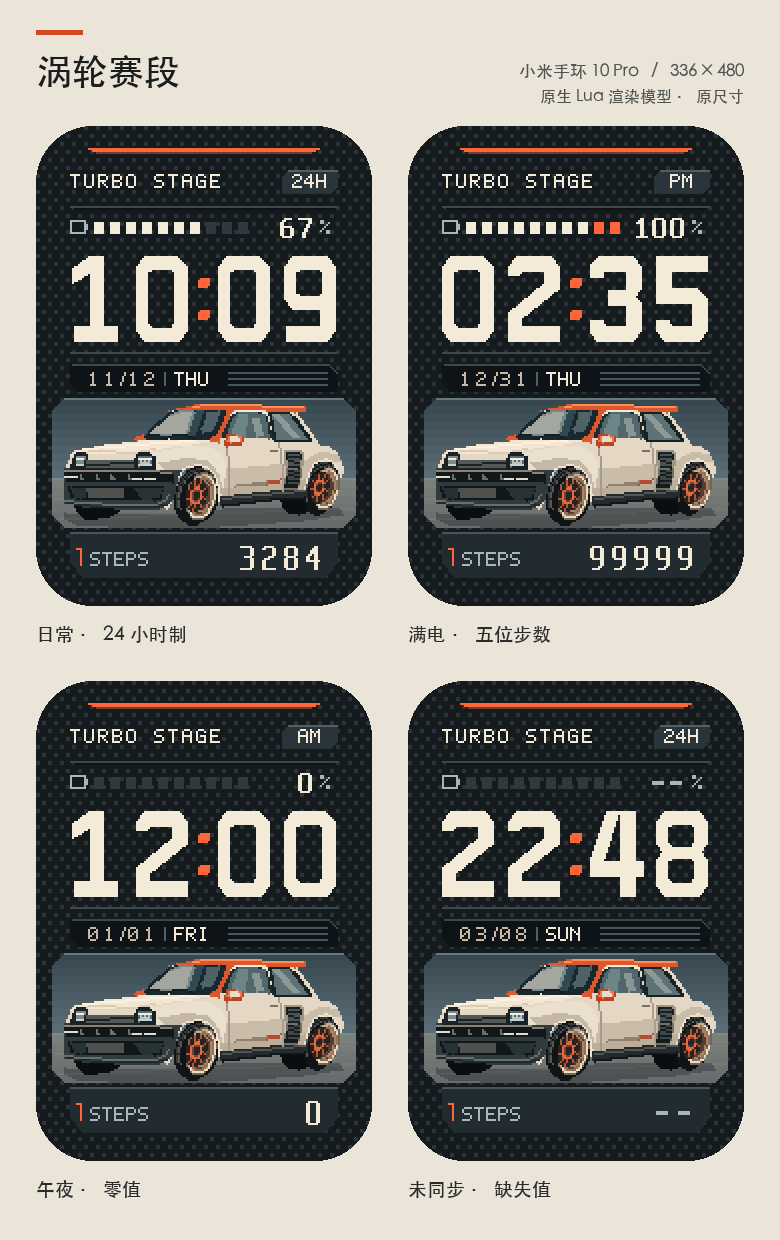 涡轮赛段
小米手环 10 Pro / 336×480
原生 Lua 渲染模型 · 原尺寸
TURBO STAGE 24H
67%
10:09
11/12 THU
STEPS 3284
日常 · 24 小时制
TURBO STAGE PM
100%
02:35
12/31 THU
STEPS 99999
满电 · 五位步数
TURBO STAGE AM
0%
12:00
01/01 FRI
STEPS 0
午夜 · 零值
TURBO STAGE 24H
--%
22:48
03/08 SUN
STEPS --
未同步 · 缺失值